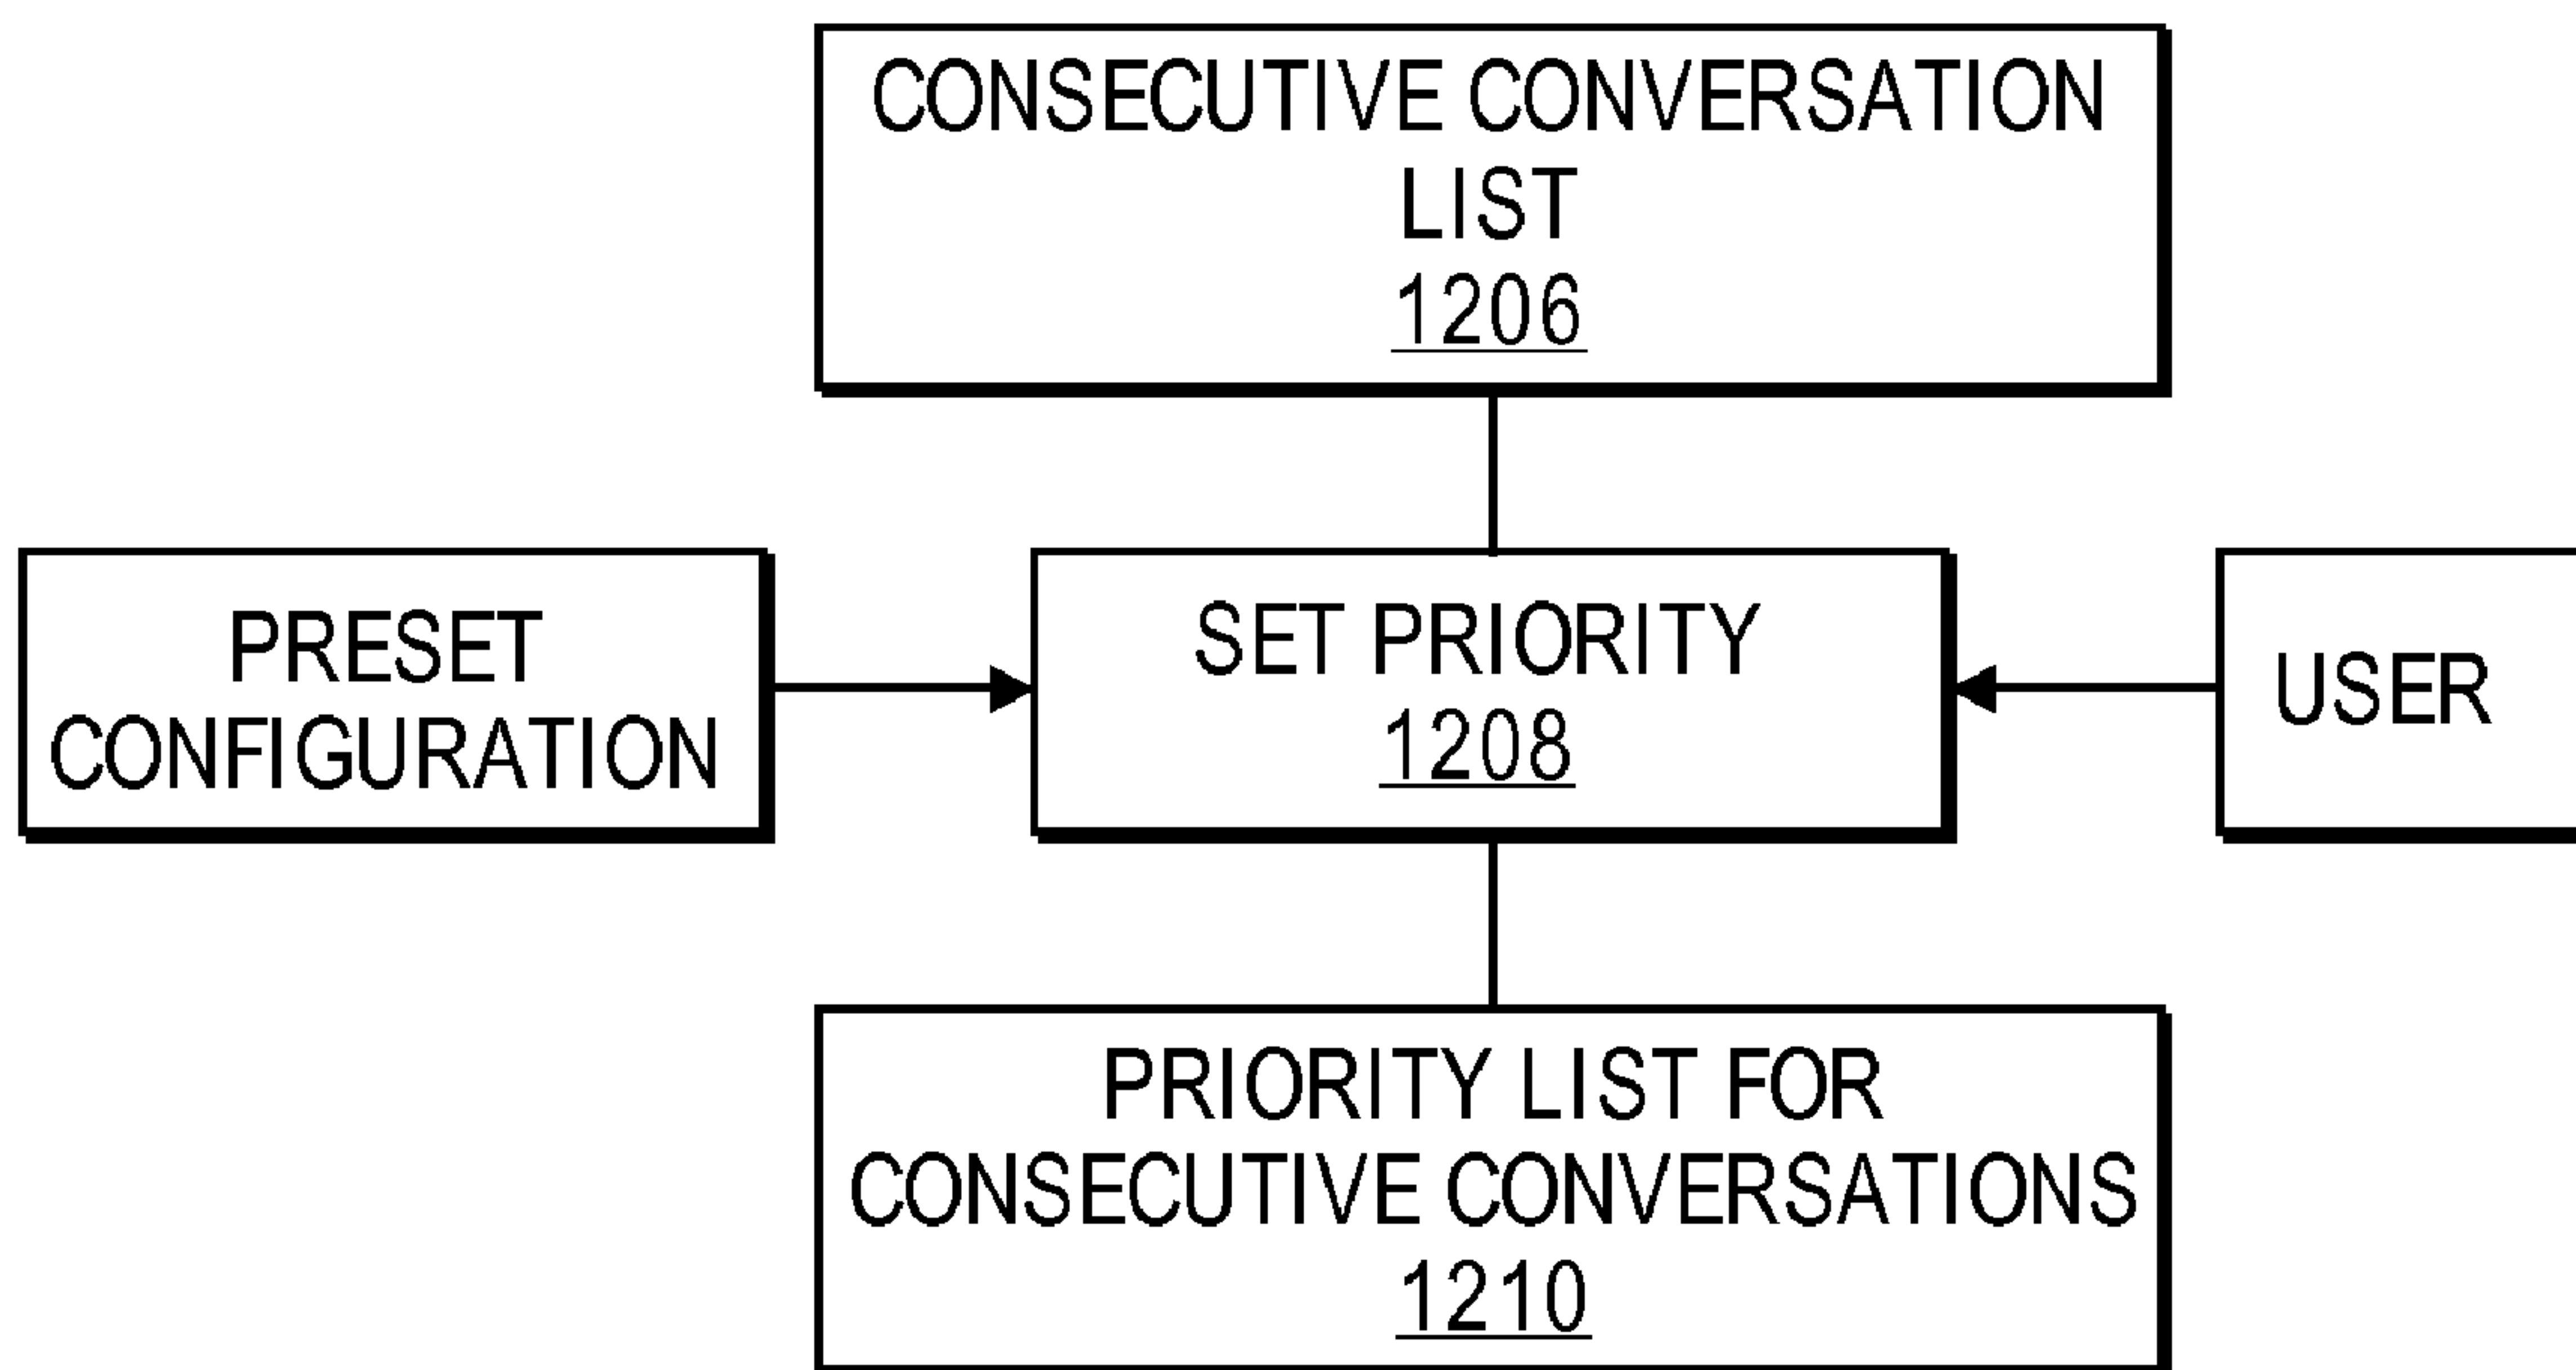 CONSECUTIVE CONVERSATION
LIST
1206
PRESET
CONFIGURATION
SET PRIORITY
1208
USER
PRIORITY LIST FOR
CONSECUTIVE CONVERSATIONS
1210